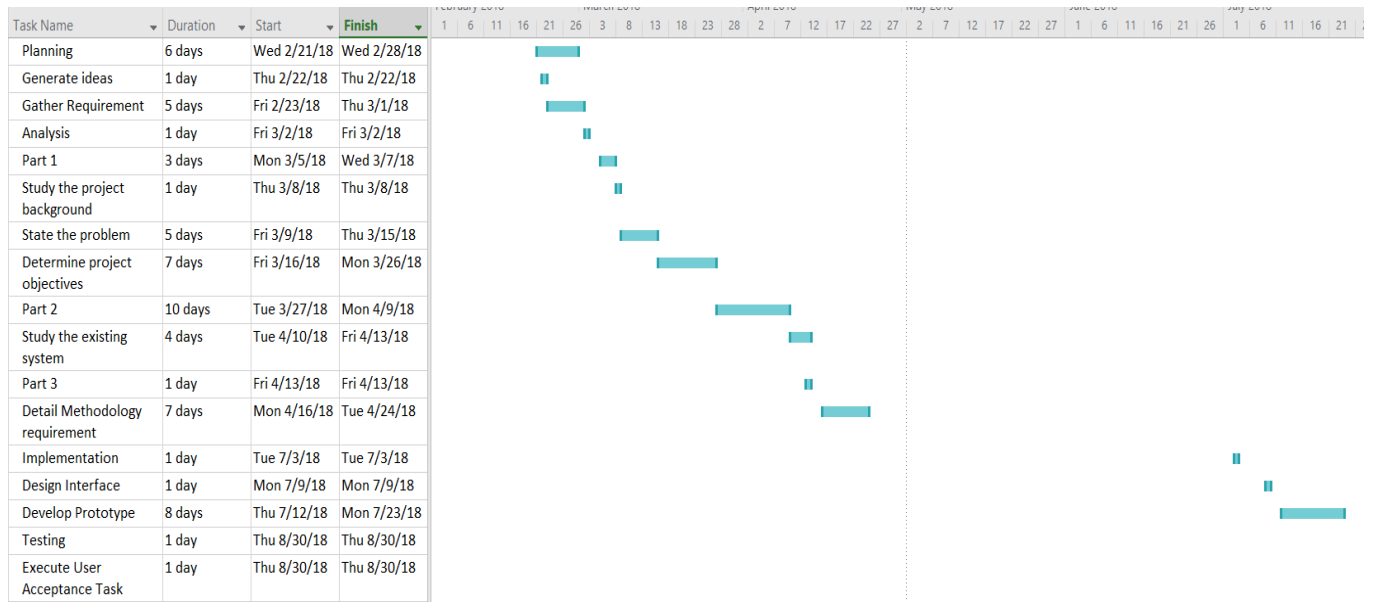 Task Name Duration Start Finish
1 6 11 16 21 26 3 8 13 18 23 28 2 7 12 17 22 27 2 7 12 17 22 27 1 6 11 16 21 26 1 6 11 16 21
Planning 6 days Wed 2/21/18 Wed 2/28/18
Generate ideas 1 day Thu 2/22/18 Thu 2/22/18
Gather Requirement 5 days Fri 2/23/18 Thu 3/1/18
Analysis 1 day Fri 3/2/18 Fri 3/2/18
Part 1 3 days Mon 3/5/18 Wed 3/7/18
Study the project 1 day Thu 3/8/18 Thu 3/8/18
background
State the problem 5 days Fri 3/9/18 Thu 3/15/18
Determine project 7 days Fri 3/16/18 Mon 3/26/18
objectives
Part 2 10 days Tue 3/27/18 Mon 4/9/18
Study the existing 4 days Tue 4/10/18 Fri 4/13/18
system
Part 3 1 day Fri 4/13/18 Fri 4/13/18
Detail Methodology 7 days Mon 4/16/18 Tue 4/24/18
requirement
Implementation 1 day Tue 7/3/18 Tue 7/3/18
Design Interface 1 day Mon 7/9/18 Mon 7/9/18
Develop Prototype 8 days Thu 7/12/18 Mon 7/23/18
Testing 1 day Thu 8/30/18 Thu 8/30/18
Execute User 1 day Thu 8/30/18 Thu 8/30/18
Acceptance Task